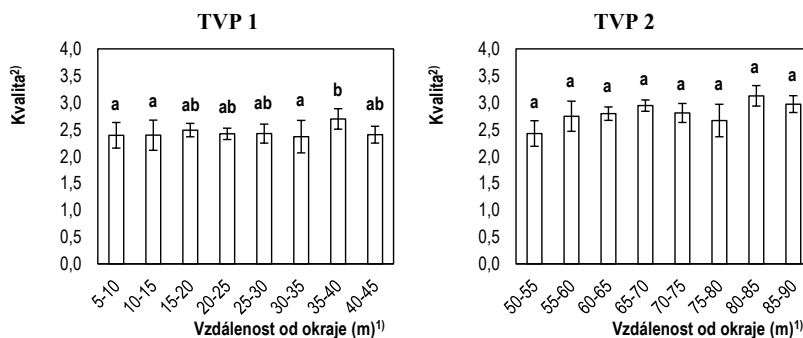 TVP 1
Kvalita²⁾
4,0
3,5
3,0
2,5
2,0
1,5
1,0
0,5
0,0
a a ab ab ab a b ab
5-10 10-15 15-20 20-25 25-30 30-35 35-40 40-45
Vzdálenost od okraje (m)¹⁾
TVP 2
Kvalita²⁾
4,0
3,5
3,0
2,5
2,0
1,5
1,0
0,5
0,0
a a a a a a a a
50-55 55-60 60-65 65-70 70-75 75-80 80-85 85-90
Vzdálenost od okraje (m)¹⁾